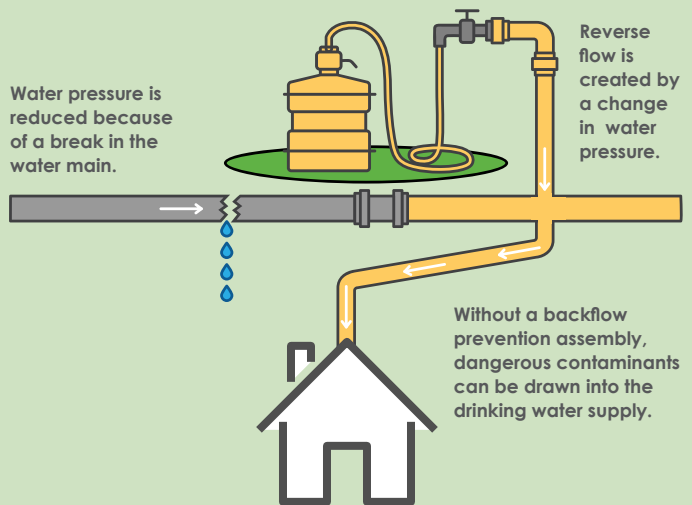 Water pressure is
reduced because
of a break in the
water main.
Reverse
flow is
created by
a change
in water
pressure.
Without a backflow
prevention assembly,
dangerous contaminants
can be drawn into the
drinking water supply.